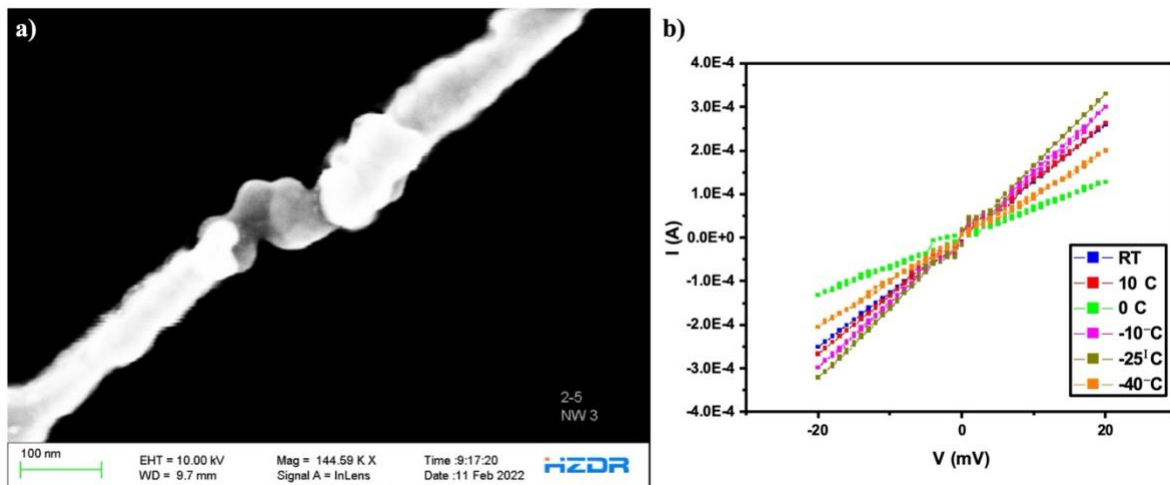 a)
2-5
NW 3
100 nm
EHT = 10.00 kV
WD = 9.7 mm
Mag = 144.59 K X
Signal A = InLens
Time :9:17:20
Date :11 Feb 2022
HZDR
b)
4.0E-4
3.0E-4
2.0E-4
1.0E-4
0.0E+0
-1.0E-4
-2.0E-4
-3.0E-4
-4.0E-4
I (A)
-20
0
20
V (mV)
RT
10 C
0 C
-10⁻C
-25ᴵC
-40⁻C